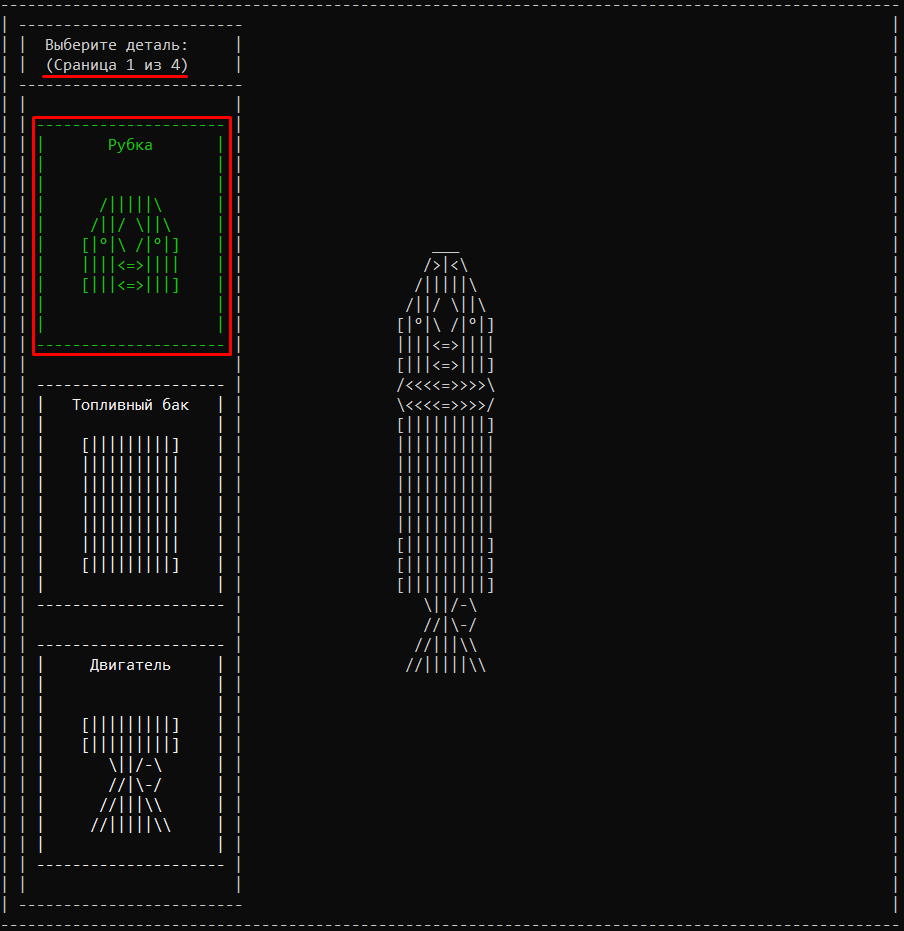 Выберите деталь:
(Сраница 1 из 4)
Рубка
Топливный бак
Двигатель